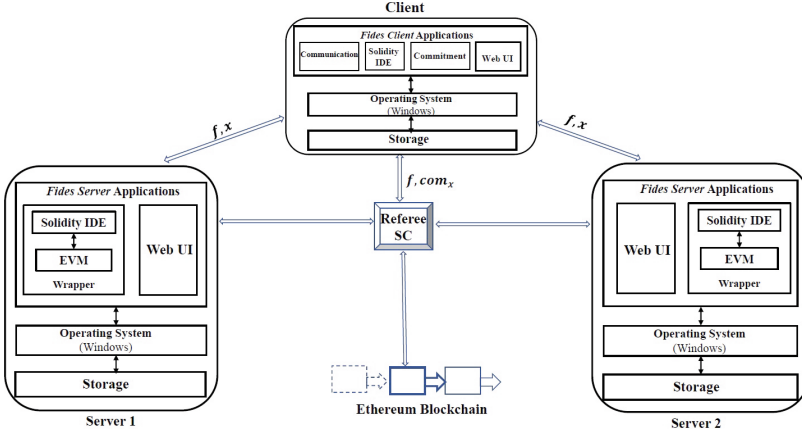 Client
Fides Client Applications
Communication
Solidity
IDE
Commitment
Web UI
Operating System
(Windows)
Storage
f, x
f, x
f, com_x
Referee
SC
Fides Server Applications
Solidity IDE
EVM
Wrapper
Web UI
Operating System
(Windows)
Storage
Server 1
Fides Server Applications
Web UI
Solidity IDE
EVM
Wrapper
Operating System
(Windows)
Storage
Server 2
Ethereum Blockchain